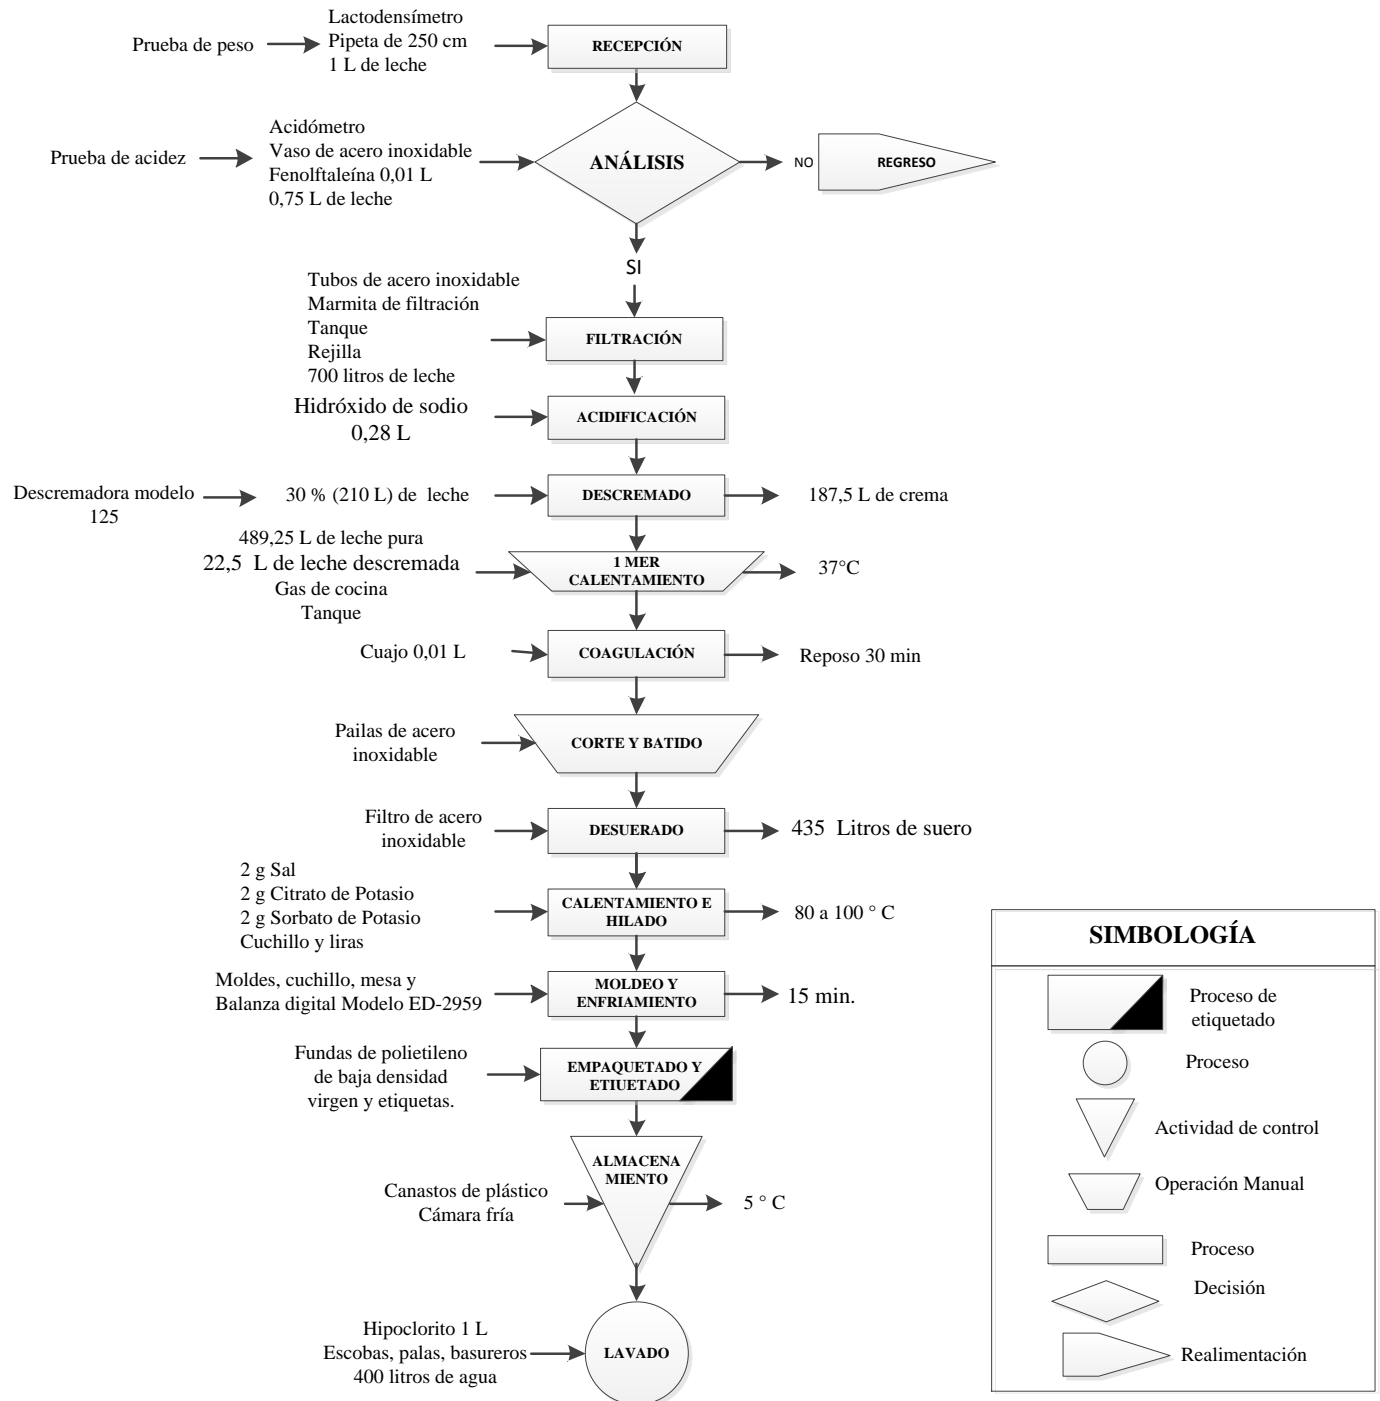 Prueba de peso
Lactodensímetro
Pipeta de 250 cm
1 L de leche
RECEPCIÓN
Prueba de acidez
Acidómetro
Vaso de acero inoxidable
Fenolftaleína 0,01 L
0,75 L de leche
ANÁLISIS
NO
REGRESO
SI
Tubos de acero inoxidable
Marmita de filtración
Tanque
Rejilla
700 litros de leche
FILTRACIÓN
Hidróxido de sodio
0,28 L
ACIDIFICACIÓN
Descremadora modelo
125
30 % (210 L) de leche
DESCREMADO
187,5 L de crema
489,25 L de leche pura
22,5 L de leche descremada
Gas de cocina
Tanque
1 MER
CALENTAMIENTO
37°C
Cuajo 0,01 L
COAGULACIÓN
Reposo 30 min
Pailas de acero
inoxidable
CORTE Y BATIDO
Filtro de acero
inoxidable
DESUERADO
435 Litros de suero
2 g Sal
2 g Citrato de Potasio
2 g Sorbato de Potasio
Cuchillo y liras
CALENTAMIENTO E
HILADO
80 a 100 ° C
Moldes, cuchillo, mesa y
Balanza digital Modelo ED-2959
MOLDEO Y
ENFRIAMIENTO
15 min.
Fundas de polietileno
de baja densidad
virgen y etiquetas.
EMPAQUETADO Y
ETIUETADO
ALMACENA
MIENTO
Canastos de plástico
Cámara fría
5 ° C
Hipoclorito 1 L
Escobas, palas, basureros
400 litros de agua
LAVADO
SIMBOLOGÍA
Proceso de
etiquetado
Proceso
Actividad de control
Operación Manual
Proceso
Decisión
Realimentación